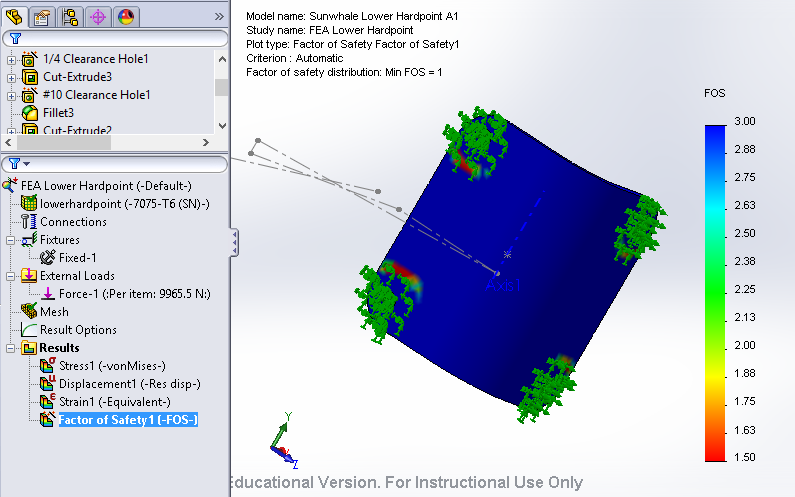 1/4 Clearance Hole1
Cut-Extrude3
#10 Clearance Hole1
Fillet3
Cut-Extrude2
FEA Lower Hardpoint (-Default-)
lowerhardpoint (-7075-T6 (SN)-)
Connections
Fixtures
Fixed-1
External Loads
Force-1 (:Per item: 9965.5 N:)
Mesh
Result Options
Results
Stress1 (-vonMises-)
Displacement1 (-Res disp-)
Strain1 (-Equivalent-)
Factor of Safety1 (-FOS-)
Model name: Sunwhale Lower Hardpoint A1
Study name: FEA Lower Hardpoint
Plot type: Factor of Safety Factor of Safety1
Criterion : Automatic
Factor of safety distribution: Min FOS = 1
Axis1
FOS
3.00
2.88
2.75
2.63
2.50
2.38
2.25
2.13
2.00
1.88
1.75
1.63
1.50
Y
Z
Educational Version. For Instructional Use Only